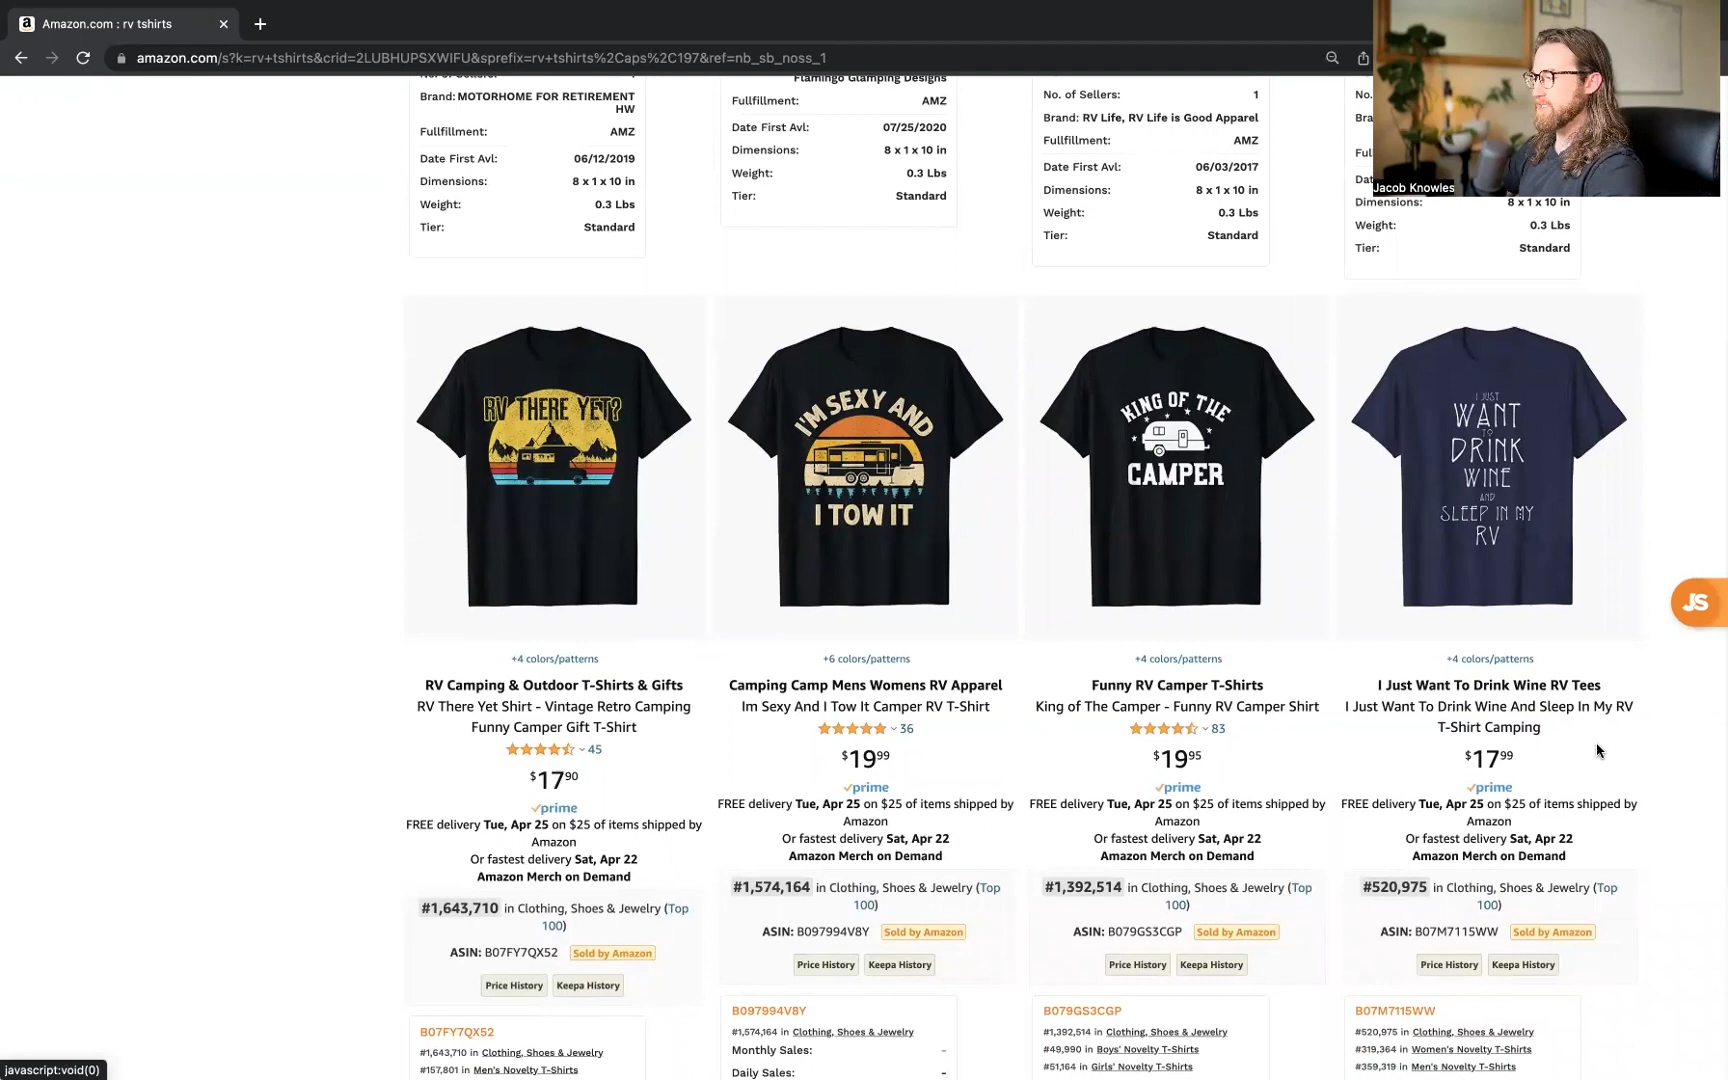 Amazon.com : rv tshirts
amazon.com/s?k=rv+tshirts&crid=2LUBHUPSXWIFU&sprefix=rv+tshirts%2Caps%2C197&ref=nb_sb_noss_1
Jacob Knowles
Brand: MOTORHOME FOR RETIREMENT
HW
Fullfillment: AMZ
Date First Avl: 06/12/2019
Dimensions: 8 x 1 x 10 in
Weight: 0.3 Lbs
Tier: Standard
Flamingo Glamping Designs
Fullfillment: AMZ
Date First Avl: 07/25/2020
Dimensions: 8 x 1 x 10 in
Weight: 0.3 Lbs
Tier: Standard
No. of Sellers: 1
Brand: RV Life, RV Life is Good Apparel
Fullfillment: AMZ
Date First Avl: 06/03/2017
Dimensions: 8 x 1 x 10 in
Weight: 0.3 Lbs
Tier: Standard
No.
Bra
Ful
Dat
Dimensions: 8 x 1 x 10 in
Weight: 0.3 Lbs
Tier: Standard
RV THERE YET?
I'M SEXY AND
I TOW IT
KING OF THE
CAMPER
I JUST
WANT
TO
DRINK
WINE
AND
SLEEP IN MY
RV
JS
+4 colors/patterns
RV Camping & Outdoor T-Shirts & Gifts
RV There Yet Shirt - Vintage Retro Camping
Funny Camper Gift T-Shirt
45
$17 90
prime
FREE delivery Tue, Apr 25 on $25 of items shipped by
Amazon
Or fastest delivery Sat, Apr 22
Amazon Merch on Demand
#1,643,710 in Clothing, Shoes & Jewelry (Top
100)
ASIN: B07FY7QX52 Sold by Amazon
Price History Keepa History
B07FY7QX52
#1,643,710 in Clothing, Shoes & Jewelry
#157,801 in Men's Novelty T-Shirts
+6 colors/patterns
Camping Camp Mens Womens RV Apparel
Im Sexy And I Tow It Camper RV T-Shirt
36
$19 99
prime
FREE delivery Tue, Apr 25 on $25 of items shipped by
Amazon
Or fastest delivery Sat, Apr 22
Amazon Merch on Demand
#1,574,164 in Clothing, Shoes & Jewelry (Top
100)
ASIN: B097994V8Y Sold by Amazon
Price History Keepa History
B097994V8Y
#1,574,164 in Clothing, Shoes & Jewelry
Monthly Sales: -
Daily Sales: -
+4 colors/patterns
Funny RV Camper T-Shirts
King of The Camper - Funny RV Camper Shirt
83
$19 95
prime
FREE delivery Tue, Apr 25 on $25 of items shipped by
Amazon
Or fastest delivery Sat, Apr 22
Amazon Merch on Demand
#1,392,514 in Clothing, Shoes & Jewelry (Top
100)
ASIN: B079GS3CGP Sold by Amazon
Price History Keepa History
B079GS3CGP
#1,392,514 in Clothing, Shoes & Jewelry
#49,990 in Boys' Novelty T-Shirts
#51,164 in Girls' Novelty T-Shirts
+4 colors/patterns
I Just Want To Drink Wine RV Tees
I Just Want To Drink Wine And Sleep In My RV
T-Shirt Camping
$17 99
prime
FREE delivery Tue, Apr 25 on $25 of items shipped by
Amazon
Or fastest delivery Sat, Apr 22
Amazon Merch on Demand
#520,975 in Clothing, Shoes & Jewelry (Top
100)
ASIN: B07M7115WW Sold by Amazon
Price History Keepa History
B07M7115WW
#520,975 in Clothing, Shoes & Jewelry
#319,364 in Women's Novelty T-Shirts
#359,319 in Men's Novelty T-Shirts
javascript:void(0)